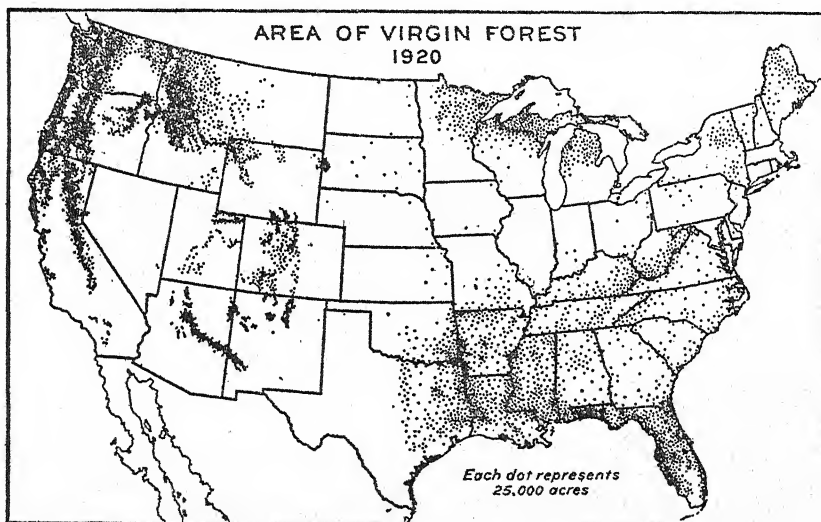 AREA OF VIRGIN FOREST
1920
Each dot represents
25,000 acres